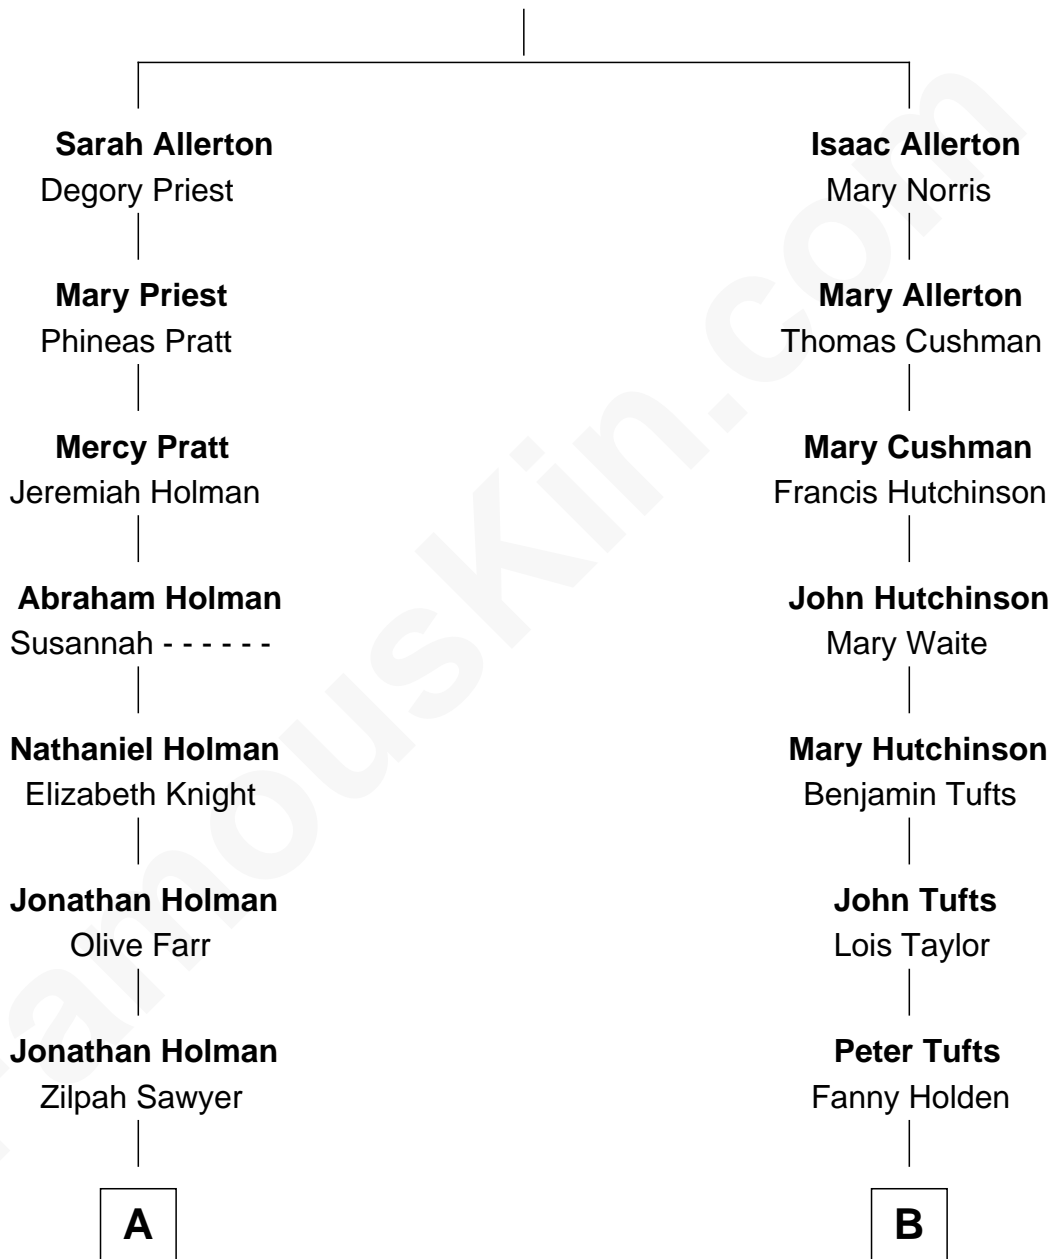 Sarah Allerton
Degory Priest
Mary Priest
Phineas Pratt
Mercy Pratt
Jeremiah Holman
Abraham Holman
Susannah - - - - - -
Nathaniel Holman
Elizabeth Knight
Jonathan Holman
Olive Farr
Jonathan Holman
Zilpah Sawyer
A
Isaac Allerton
Mary Norris
Mary Allerton
Thomas Cushman
Mary Cushman
Francis Hutchinson
John Hutchinson
Mary Waite
Mary Hutchinson
Benjamin Tufts
John Tufts
Lois Taylor
Peter Tufts
Fanny Holden
B
FamousKin.com